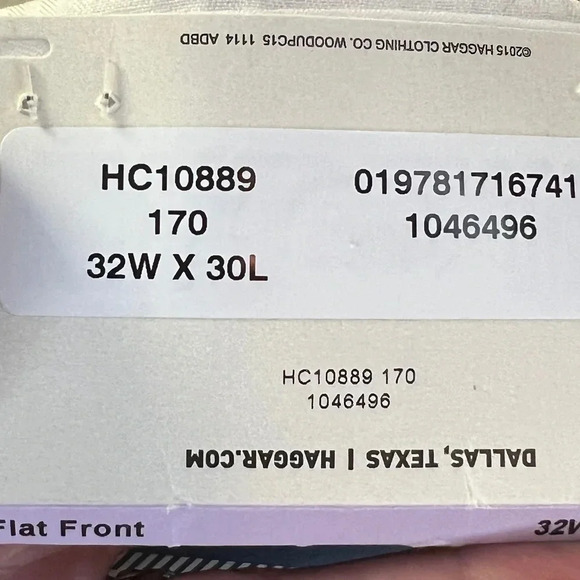 ©2015 HAGGAR CLOTHING CO. WOODUPC15 1114 ADBD
HC10889
170
32W X 30L
019781716741
1046496
HC10889 170
1046496
DALLAS, TEXAS | HAGGAR.COM
Flat Front
32W